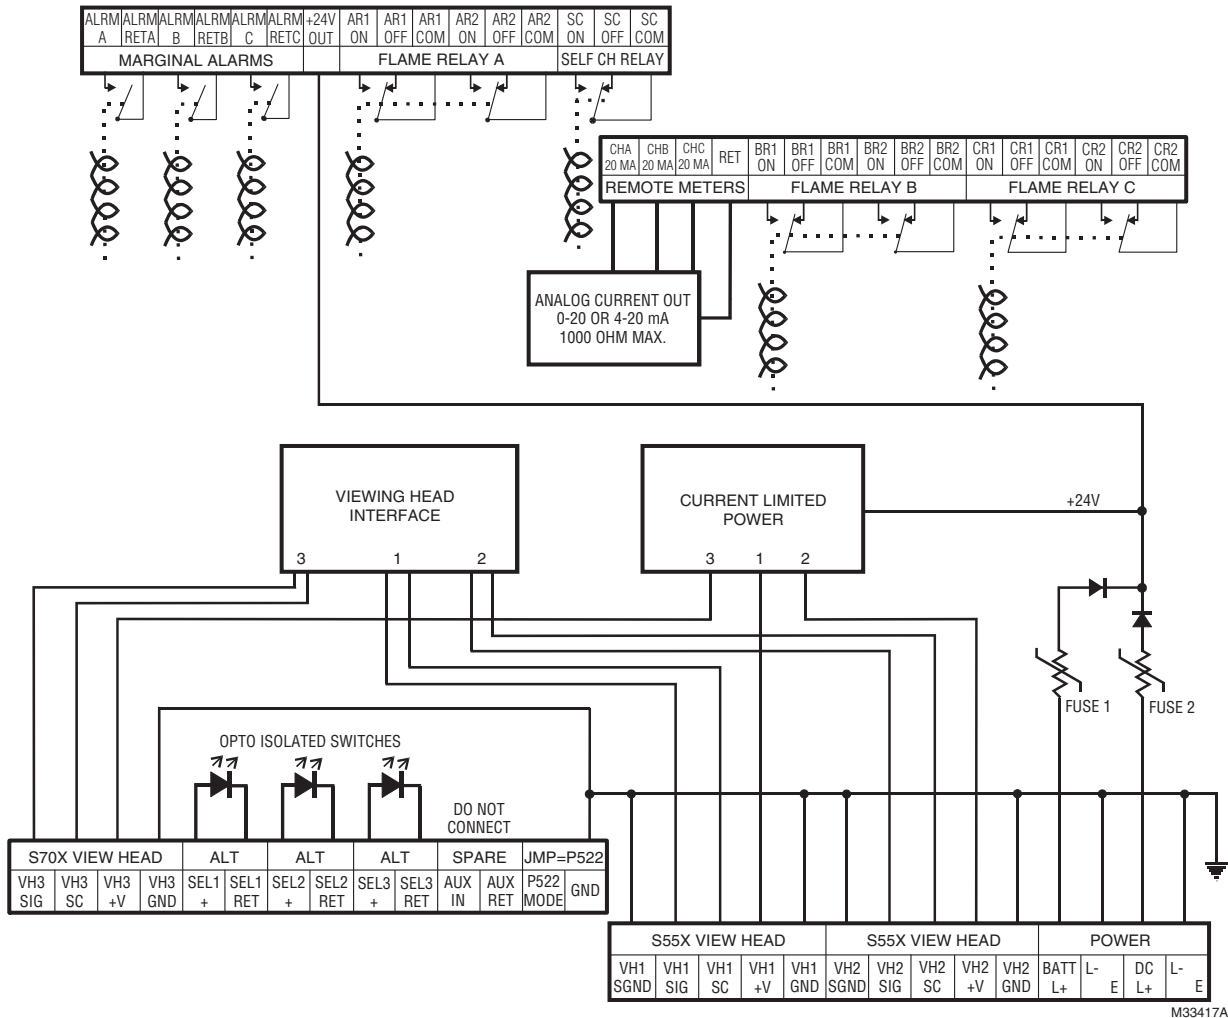 ALRM ALRM ALRM ALRM ALRM ALRM +24V AR1 AR1 AR1 AR2 AR2 AR2 SC SC SC
A RETA B RETB C RETC OUT ON OFF COM ON OFF COM ON OFF COM
MARGINAL ALARMS FLAME RELAY A SELF CH RELAY
CHA CHB CHC RET BR1 BR1 BR1 BR2 BR2 BR2 CR1 CR1 CR1 CR2 CR2 CR2
20 MA 20 MA 20 MA ON OFF COM ON OFF COM ON OFF COM ON OFF COM
REMOTE METERS FLAME RELAY B FLAME RELAY C
ANALOG CURRENT OUT
0-20 OR 4-20 mA
1000 OHM MAX.
VIEWING HEAD
INTERFACE
3 1 2
CURRENT LIMITED
POWER
3 1 2
+24V
FUSE 1
FUSE 2
OPTO ISOLATED SWITCHES
DO NOT
CONNECT
S70X VIEW HEAD ALT ALT ALT SPARE JMP=P522
VH3 VH3 VH3 VH3 SEL1 SEL1 SEL2 SEL2 SEL3 SEL3 AUX AUX P522 GND
SIG SC +V GND + RET + RET + RET IN RET MODE
S55X VIEW HEAD S55X VIEW HEAD POWER
VH1 VH1 VH1 VH1 VH1 VH2 VH2 VH2 VH2 VH2 BATT L- DC L-
SGND SIG SC +V GND SGND SIG SC +V GND L+ E L+ E
M33417A